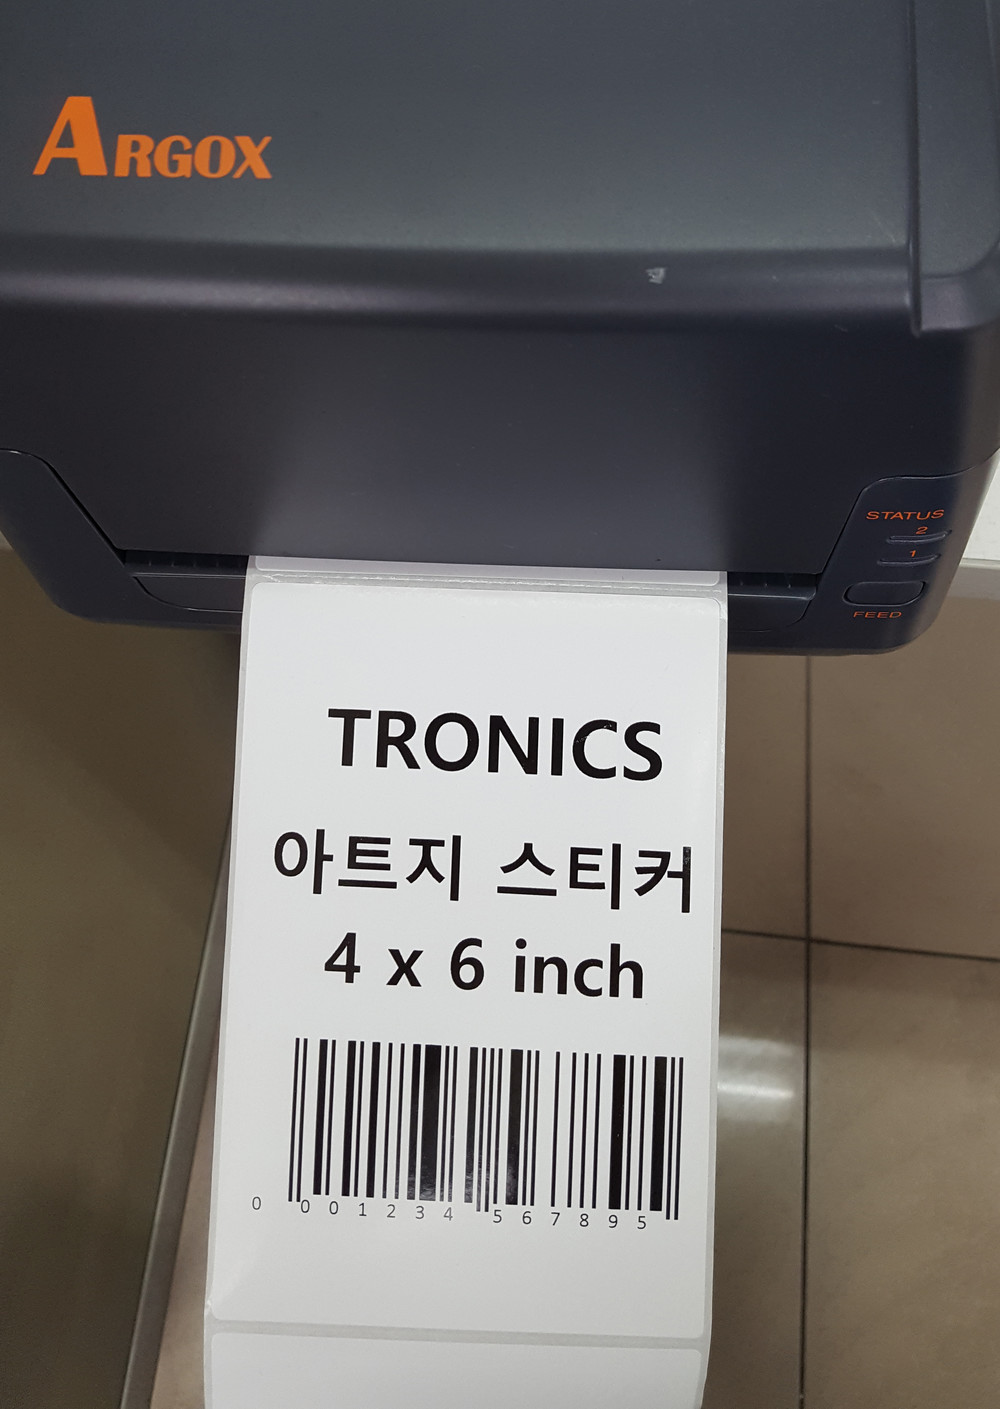 ARGOX
STATUS
2
1
FEED
TRONICS
아트지 스티커
4 x 6 inch
0 001234 567895